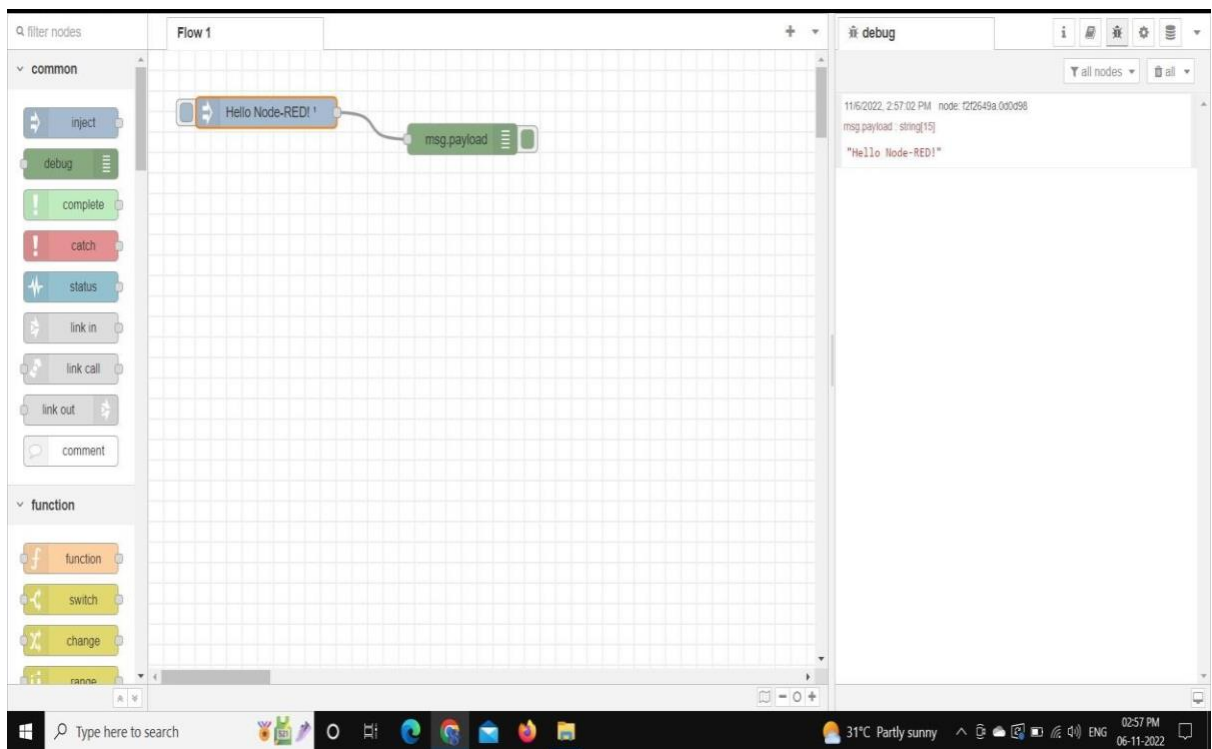 filter nodes
common
inject
debug
complete
catch
status
link in
link call
link out
comment
function
function
switch
change
range
Flow 1
Hello Node-RED! ¹
msg.payload
debug
all nodes
all
11/6/2022, 2:57:02 PM node: f2f2649a.0d0d98
msg.payload : string[15]
"Hello Node-RED!"
Type here to search
31°C Partly sunny
ENG
02:57 PM
06-11-2022